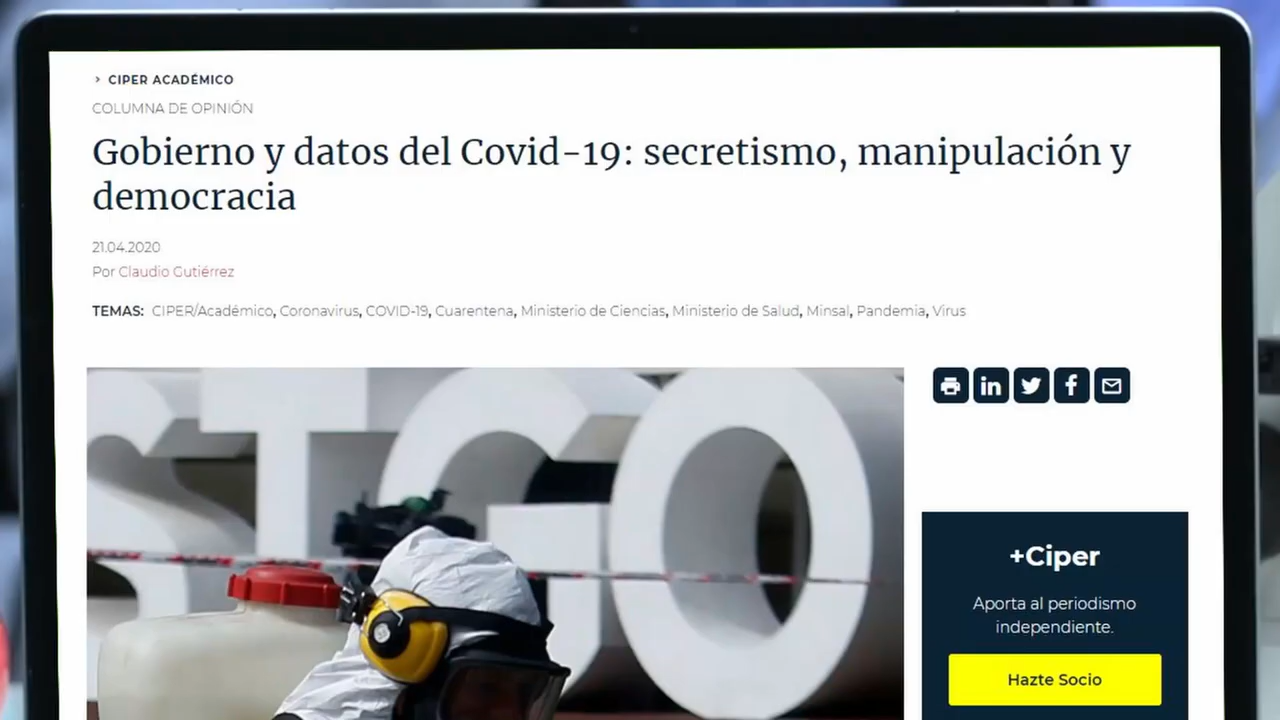 > CIPER ACADÉMICO
COLUMNA DE OPINIÓN
Gobierno y datos del Covid-19: secretismo, manipulación y
democracia
21.04.2020
Por Claudio Gutiérrez
TEMAS: CIPER/Académico, Coronavirus, COVID-19, Cuarentena, Ministerio de Ciencias, Ministerio de Salud, Minsal, Pandemia, Virus
STGO
in
f
+Ciper
Aporta al periodismo
independiente.
Hazte Socio